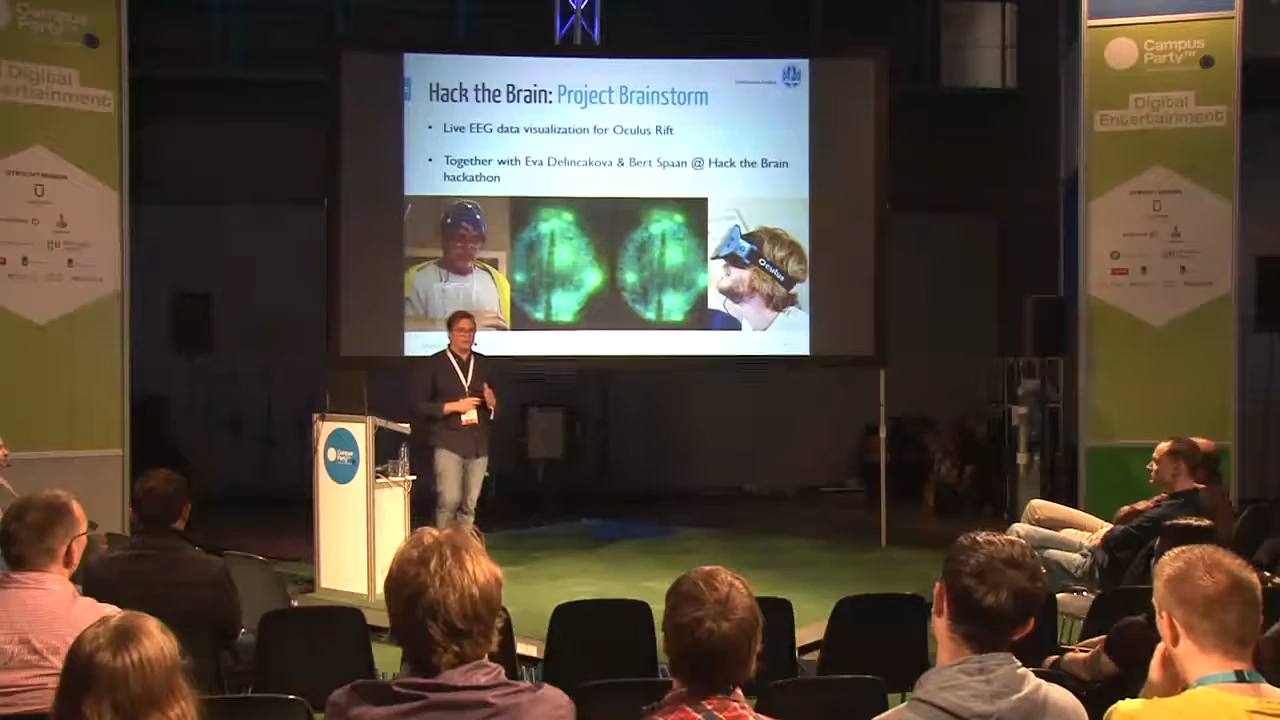 Campus
Party
Digital
Entertainment
Hack the Brain: Project Brainstorm
• Live EEG data visualization for Oculus Rift
• Together with Eva Delincakova & Bert Spaan @ Hack the Brain
hackathon
Oculus
Campus
Party
Campus
Party™
Digital
Entertainment